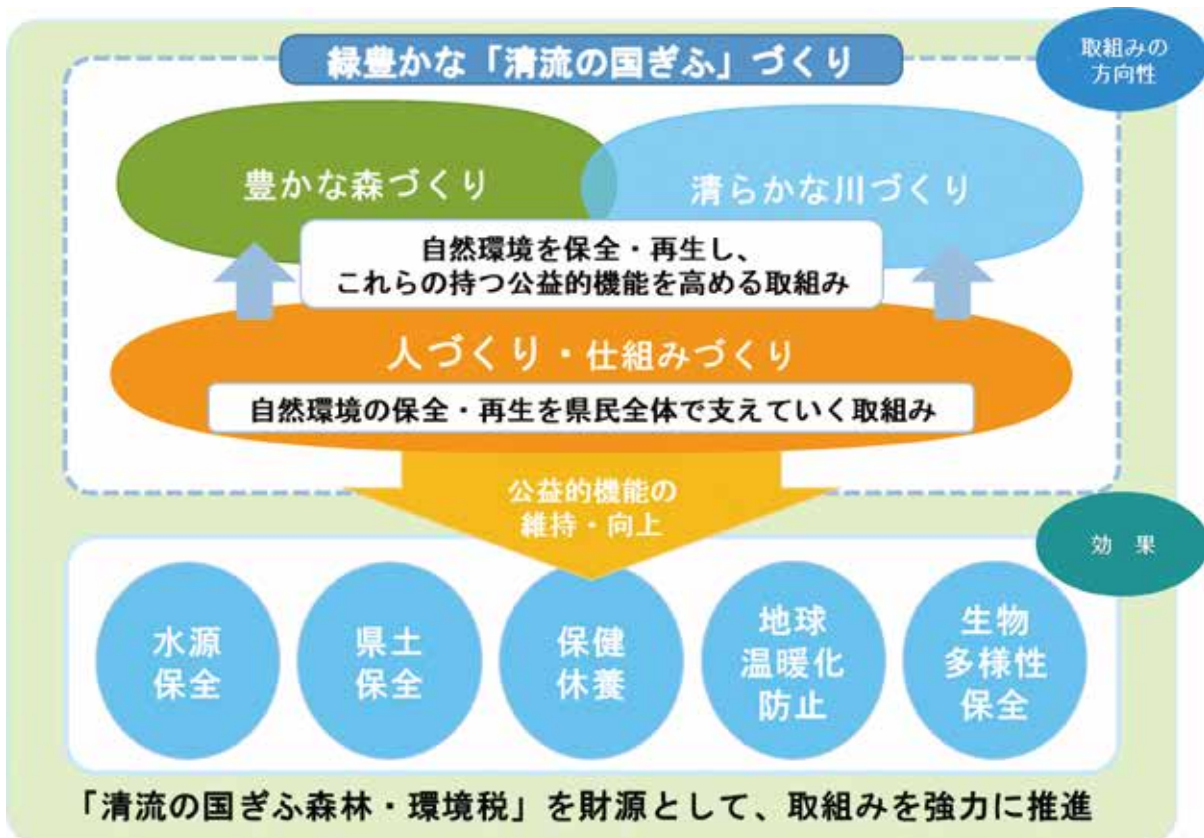 取組みの
方向性
緑豊かな「清流の国ぎふ」づくり
豊かな森づくり
清らかな川づくり
自然環境を保全・再生し、
これらの持つ公益的機能を高める取組み
人づくり・仕組みづくり
自然環境の保全・再生を県民全体で支えていく取組み
公益的機能の
維持・向上
効 果
水源
保全
県土
保全
保健
休養
地球
温暖化
防止
生物
多様性
保全
「清流の国ぎふ森林・環境税」を財源として、取組みを強力に推進